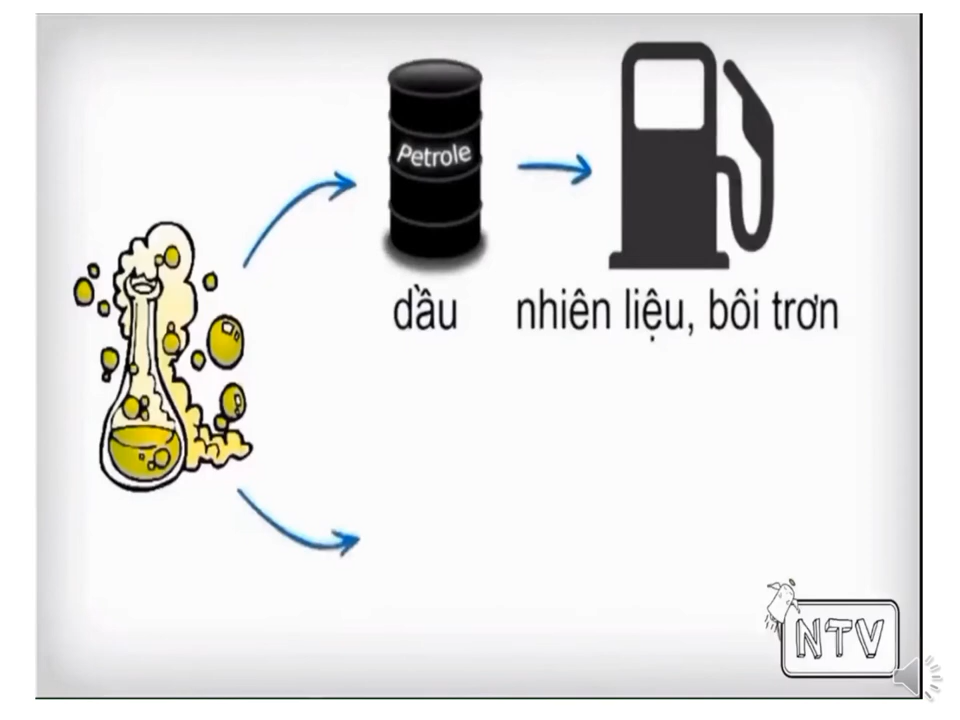 Petrole
dầu
nhiên liệu, bôi trơn
NTV